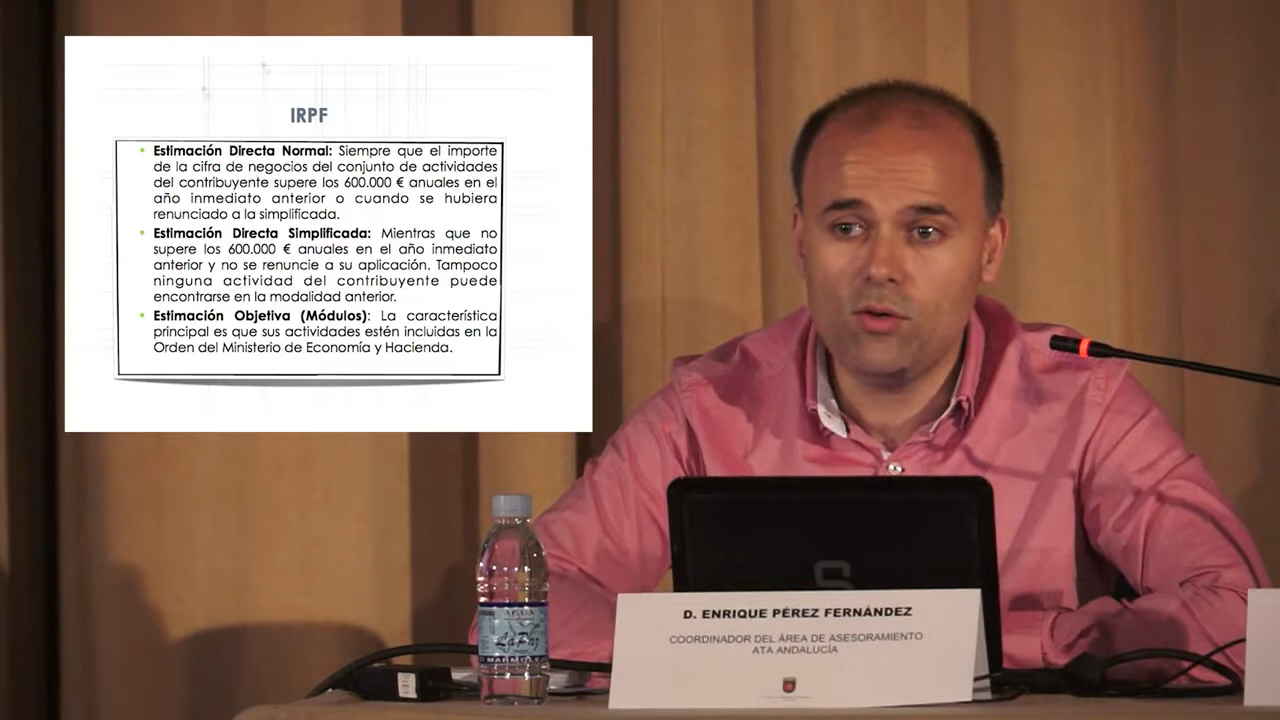 IRPF
• Estimación Directa Normal: Siempre que el importe
de la cifra de negocios del conjunto de actividades
del contribuyente supere los 600.000 € anuales en el
año inmediato anterior o cuando se hubiera
renunciado a la simplificada.
• Estimación Directa Simplificada: Mientras que no
supere los 600.000 € anuales en el año inmediato
anterior y no se renuncie a su aplicación. Tampoco
ninguna actividad del contribuyente puede
encontrarse en la modalidad anterior.
• Estimación Objetiva (Módulos): La característica
principal es que sus actividades estén incluidas en la
Orden del Ministerio de Economía y Hacienda.
AGUA
LaPaz
MARMOLE
D. ENRIQUE PÉREZ FERNÁNDEZ
COORDINADOR DEL ÁREA DE ASESORAMIENTO
ATA ANDALUCÍA